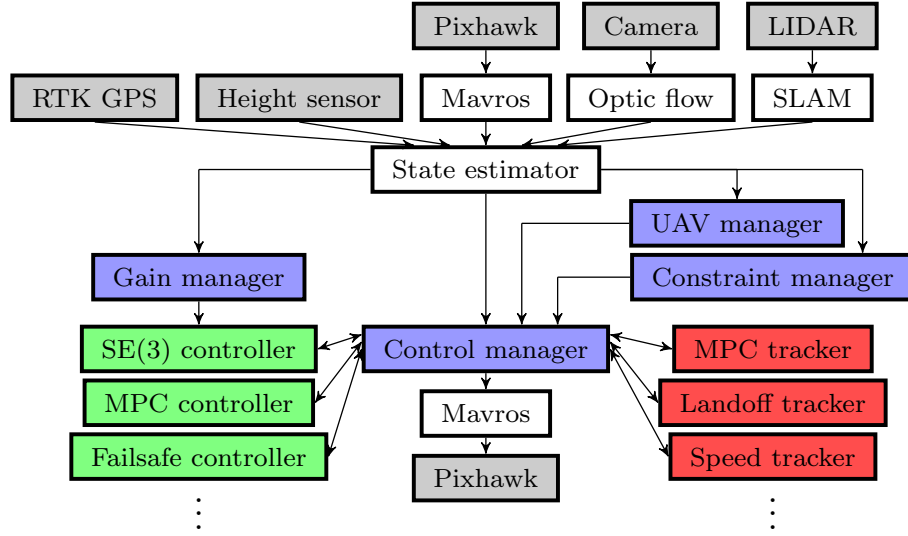 Pixhawk
Camera
LIDAR
RTK GPS
Height sensor
Mavros
Optic flow
SLAM
State estimator
UAV manager
Gain manager
Constraint manager
SE(3) controller
Control manager
MPC tracker
MPC controller
Mavros
Landoff tracker
Failsafe controller
Pixhawk
Speed tracker